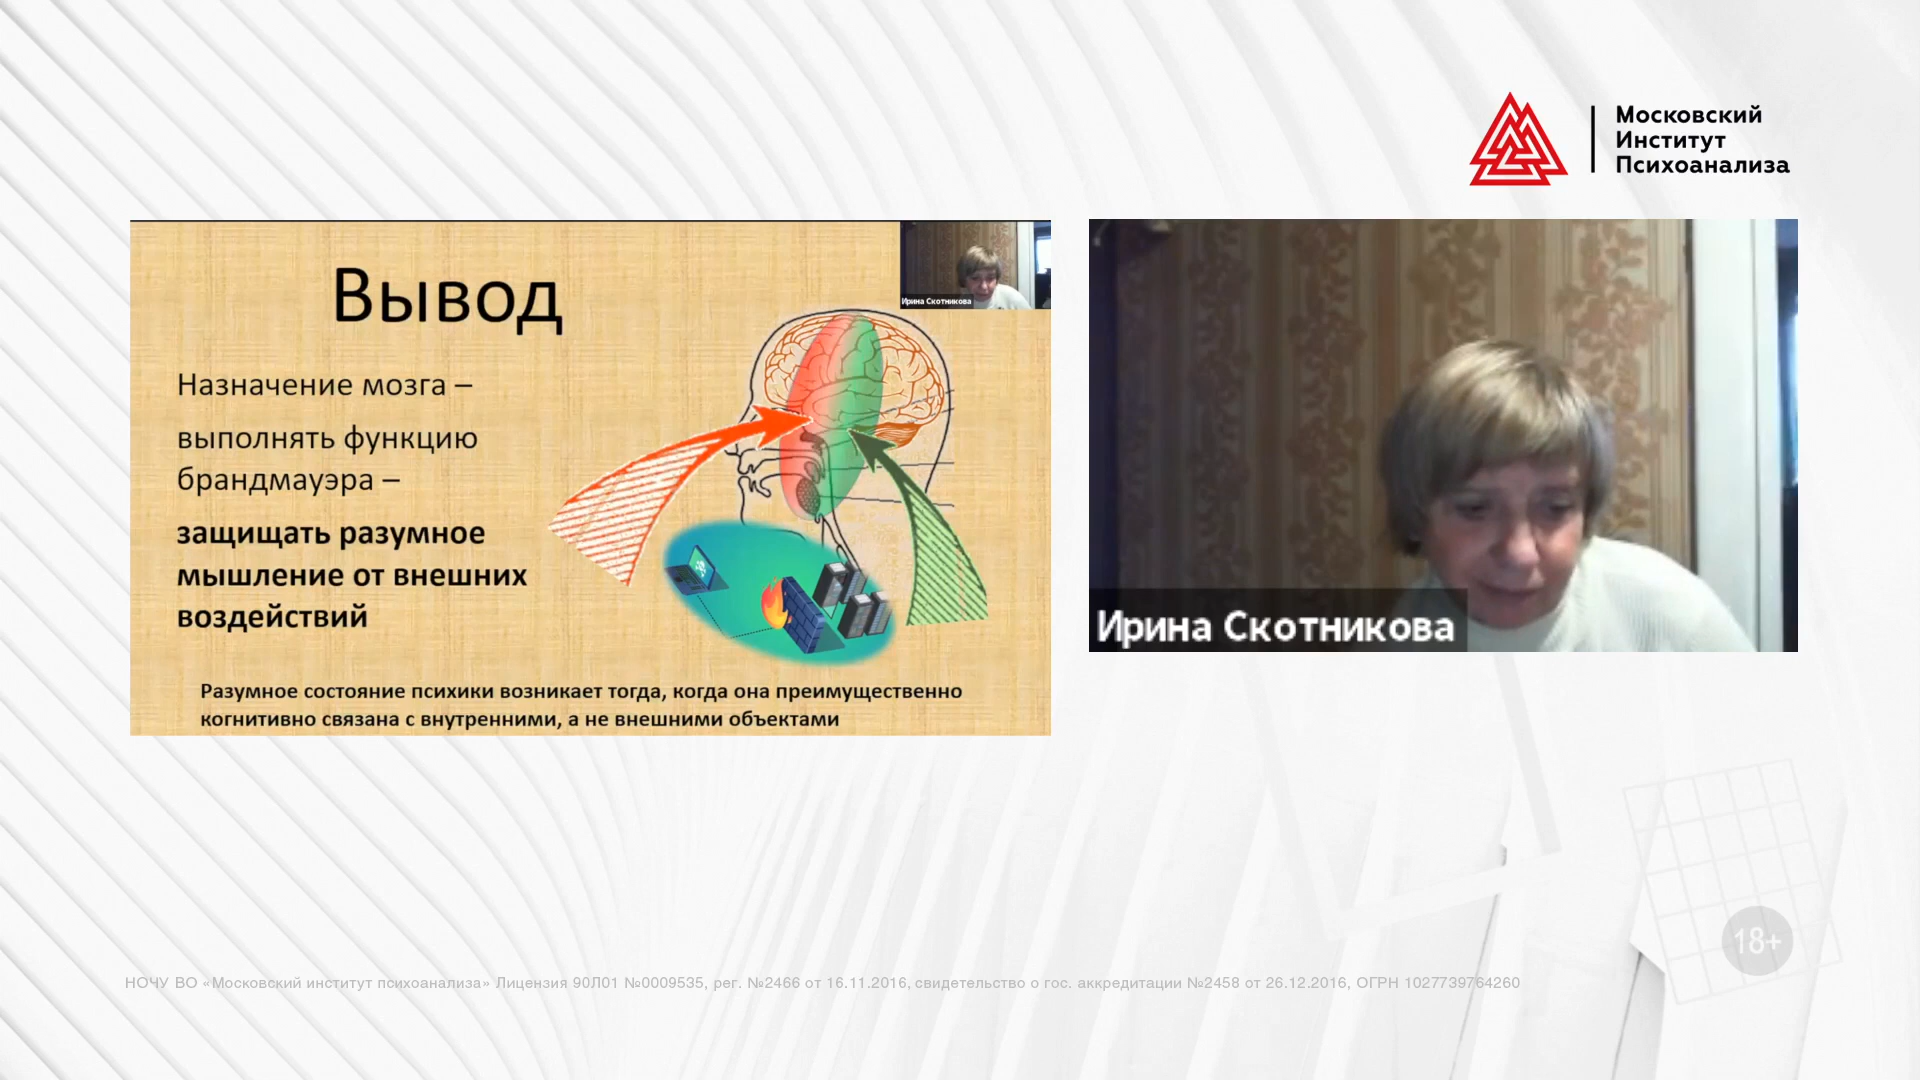 Московский
Институт
Психоанализа
Вывод
Ирина Скотникова
Назначение мозга –
выполнять функцию
брандмауэра –
защищать разумное
мышление от внешних
воздействий
Разумное состояние психики возникает тогда, когда она преимущественно
когнитивно связана с внутренними, а не внешними объектами
Ирина Скотникова
18+
НОЧУ ВО «Московский институт психоанализа» Лицензия 90Л01 №0009535, рег. №2466 от 16.11.2016, свидетельство о гос. аккредитации №2458 от 26.12.2016, ОГРН 1027739764260